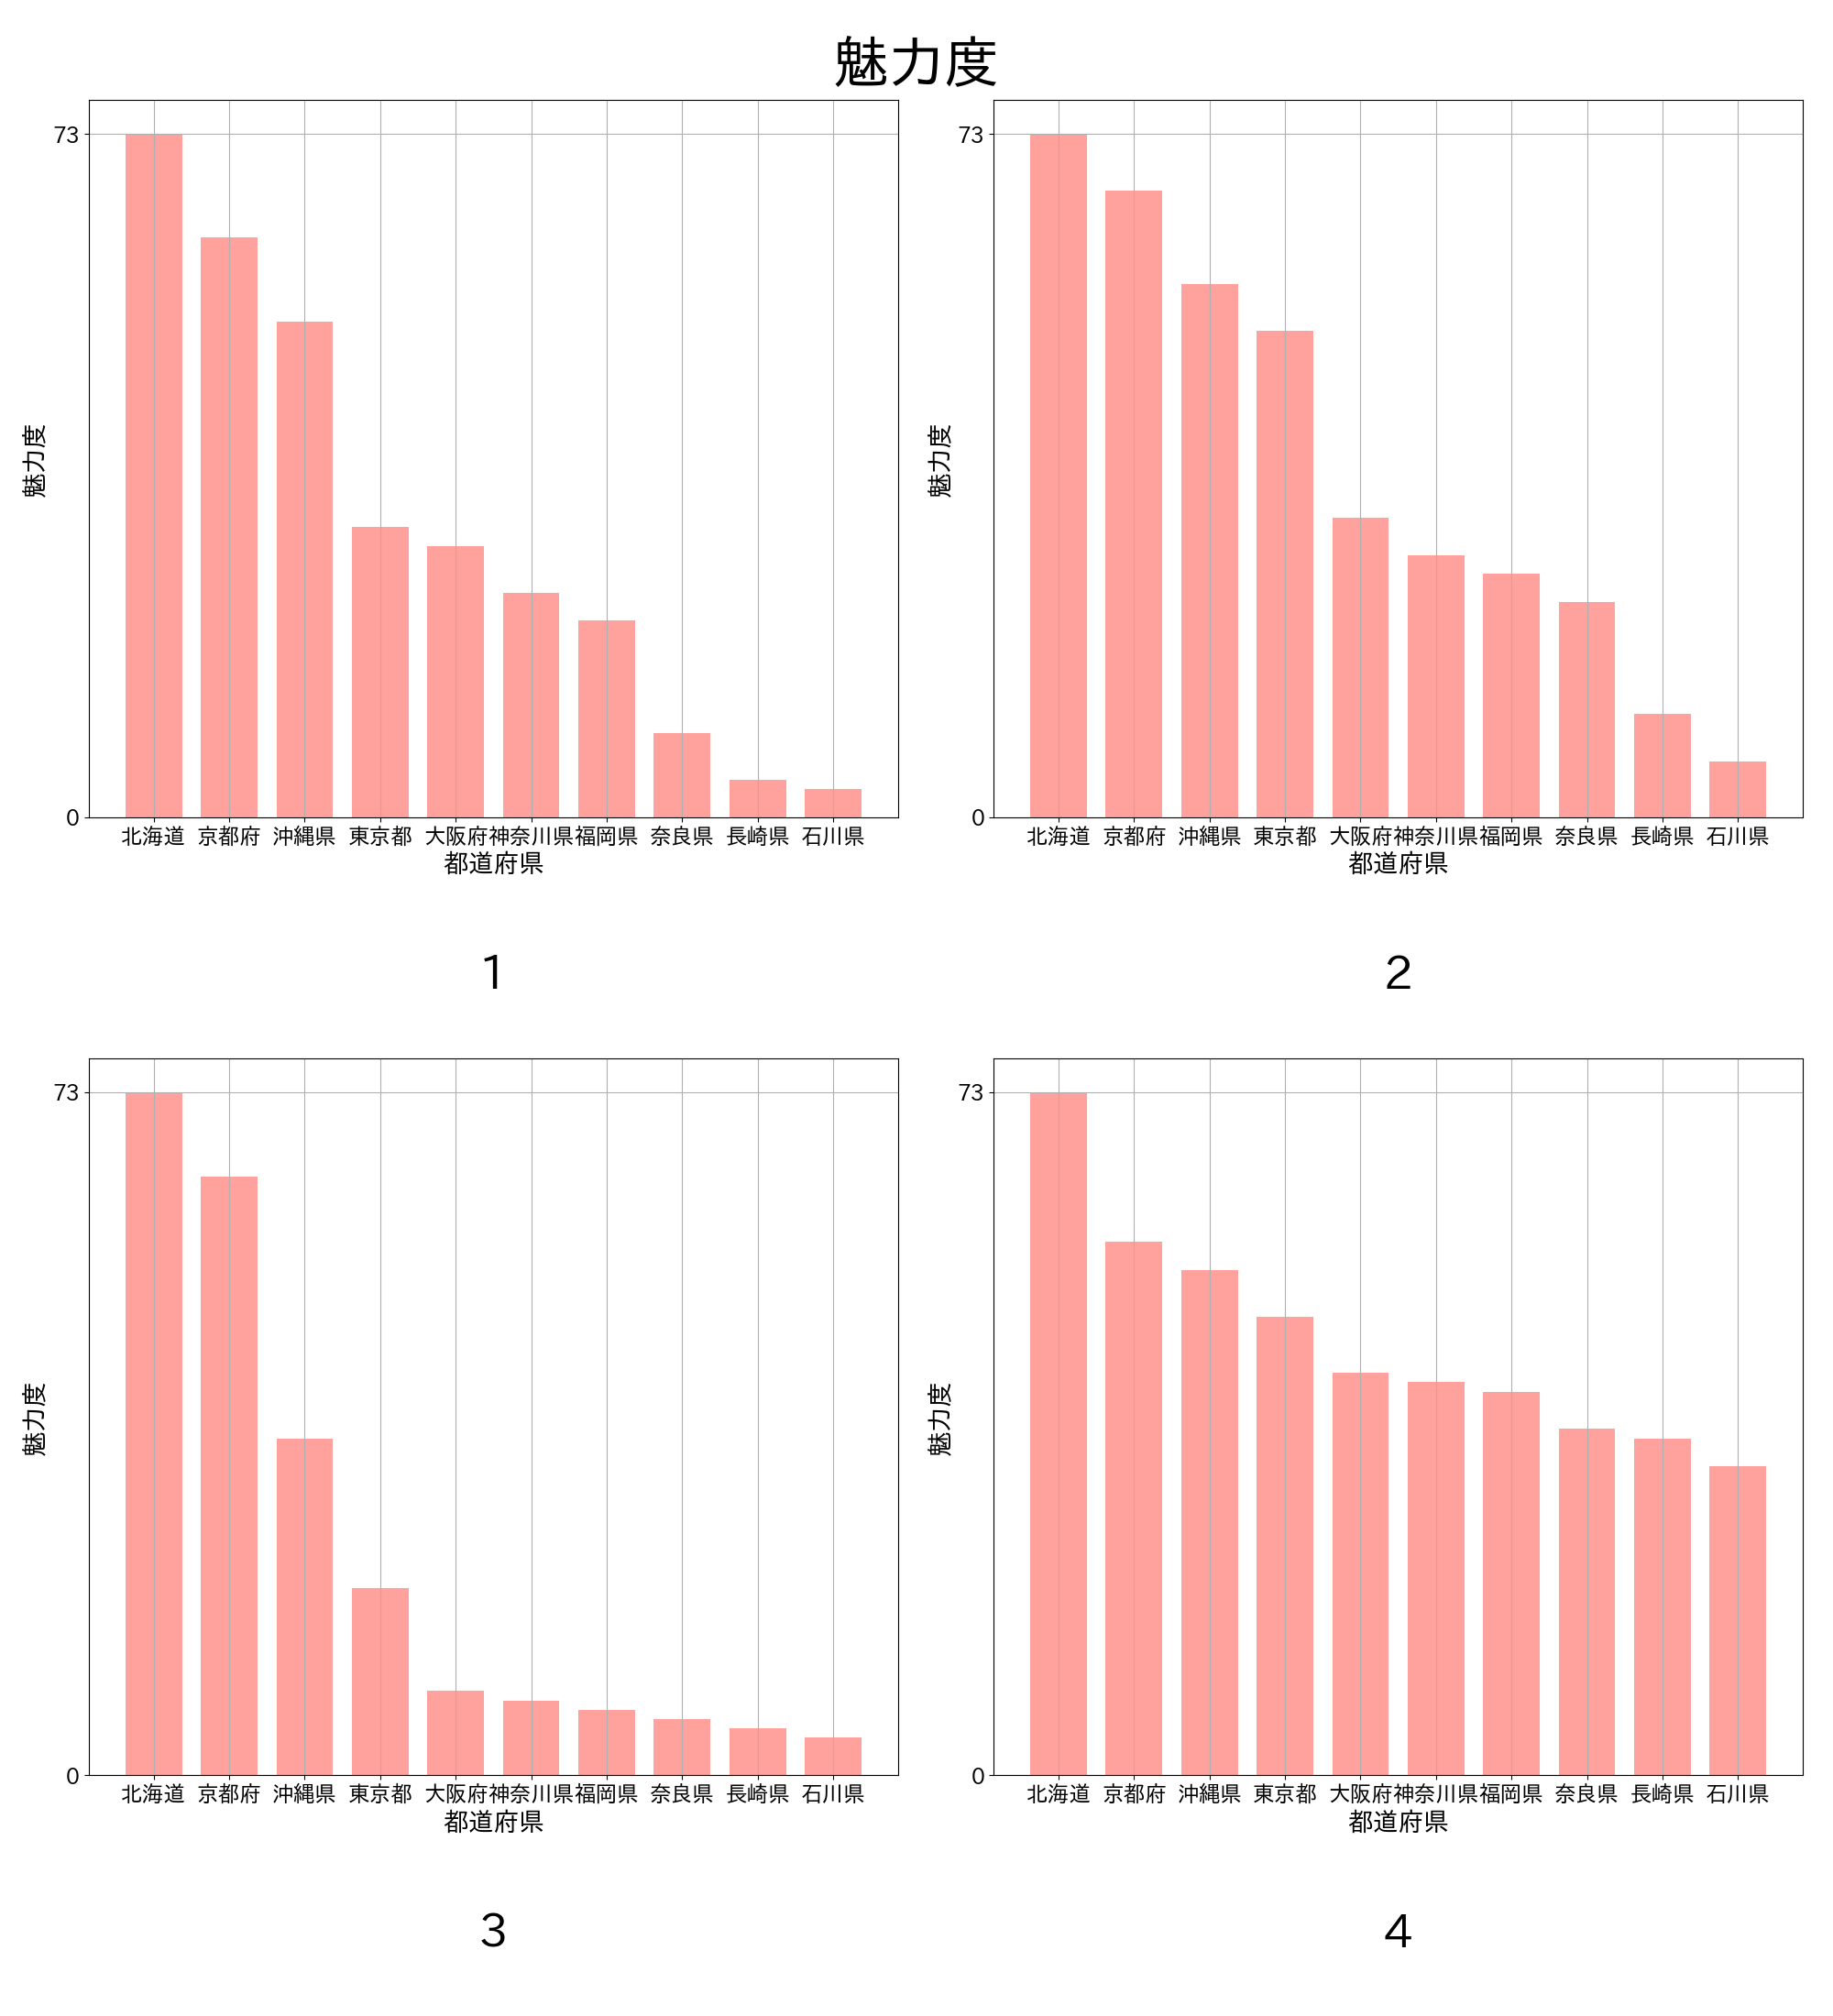 魅力度
73
0
魅力度
北海道 京都府 沖縄県 東京都 大阪府 神奈川県 福岡県 奈良県 長崎県 石川県
都道府県
1
73
0
魅力度
北海道 京都府 沖縄県 東京都 大阪府 神奈川県 福岡県 奈良県 長崎県 石川県
都道府県
2
73
0
魅力度
北海道 京都府 沖縄県 東京都 大阪府 神奈川県 福岡県 奈良県 長崎県 石川県
都道府県
3
73
0
魅力度
北海道 京都府 沖縄県 東京都 大阪府 神奈川県 福岡県 奈良県 長崎県 石川県
都道府県
4